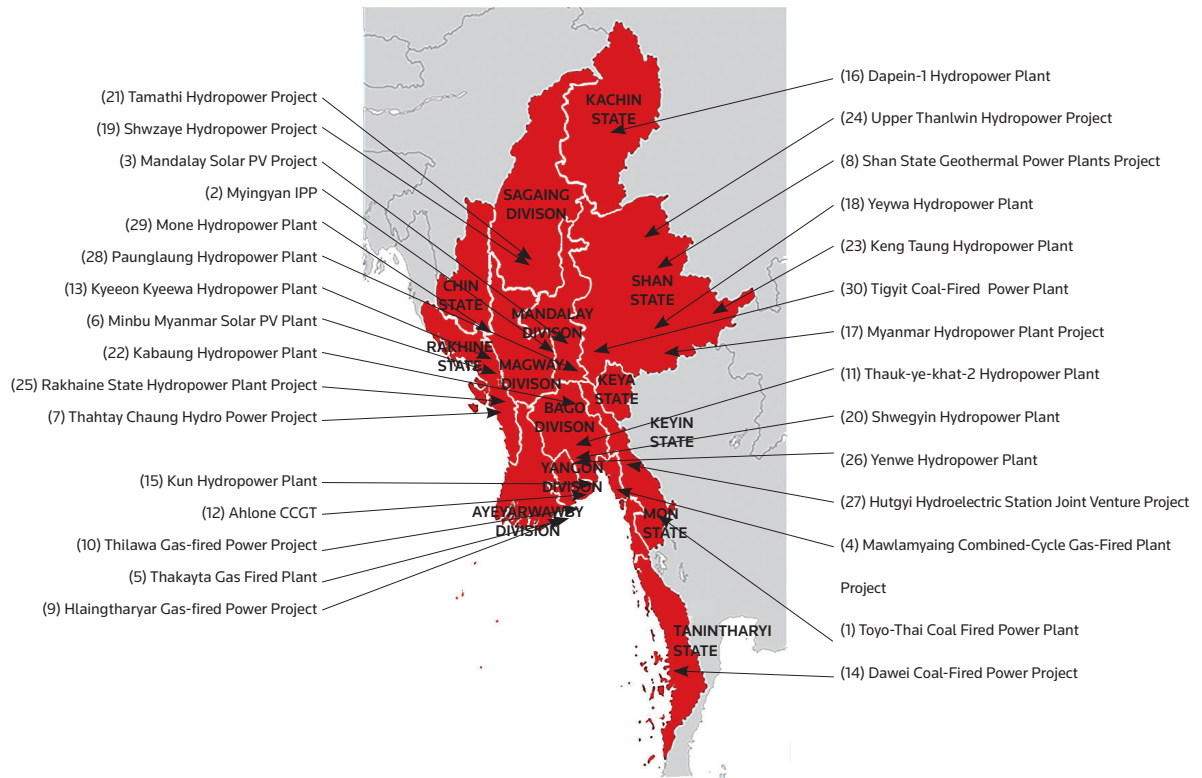 (21) Tamathi Hydropower Project
(19) Shwzaye Hydropower Project
(3) Mandalay Solar PV Project
(2) Myingyan IPP
(29) Mone Hydropower Plant
(28) Paunglaung Hydropower Plant
(13) Kyeeon Kyeewa Hydropower Plant
(6) Minbu Myanmar Solar PV Plant
(22) Kabaung Hydropower Plant
(25) Rakhaine State Hydropower Plant Project
(7) Thahtay Chaung Hydro Power Project
(15) Kun Hydropower Plant
(12) Ahlone CCGT
(10) Thilawa Gas-fired Power Project
(5) Thakayta Gas Fired Plant
(9) Hlaingtharyar Gas-fired Power Project
KACHIN
STATE
SAGAING
DIVISON
CHIN
STATE
SHAN
STATE
MANDALAY
DIVISON
RAKHINE
STATE
MAGWAY
DIVISON
KEYA
STATE
BAGO
DIVISON
KEYIN
STATE
YANGON
DIVISON
AYEYARWAWBY
DIVISION
MON
STATE
TANINTHARYI
STATE
(16) Dapein-1 Hydropower Plant
(24) Upper Thanlwin Hydropower Project
(8) Shan State Geothermal Power Plants Project
(18) Yeywa Hydropower Plant
(23) Keng Taung Hydropower Plant
(30) Tigyit Coal-Fired Power Plant
(17) Myanmar Hydropower Plant Project
(11) Thauk-ye-khat-2 Hydropower Plant
(20) Shwegyin Hydropower Plant
(26) Yenwe Hydropower Plant
(27) Hutgyi Hydroelectric Station Joint Venture Project
(4) Mawlamyaing Combined-Cycle Gas-Fired Plant
Project
(1) Toyo-Thai Coal Fired Power Plant
(14) Dawei Coal-Fired Power Project